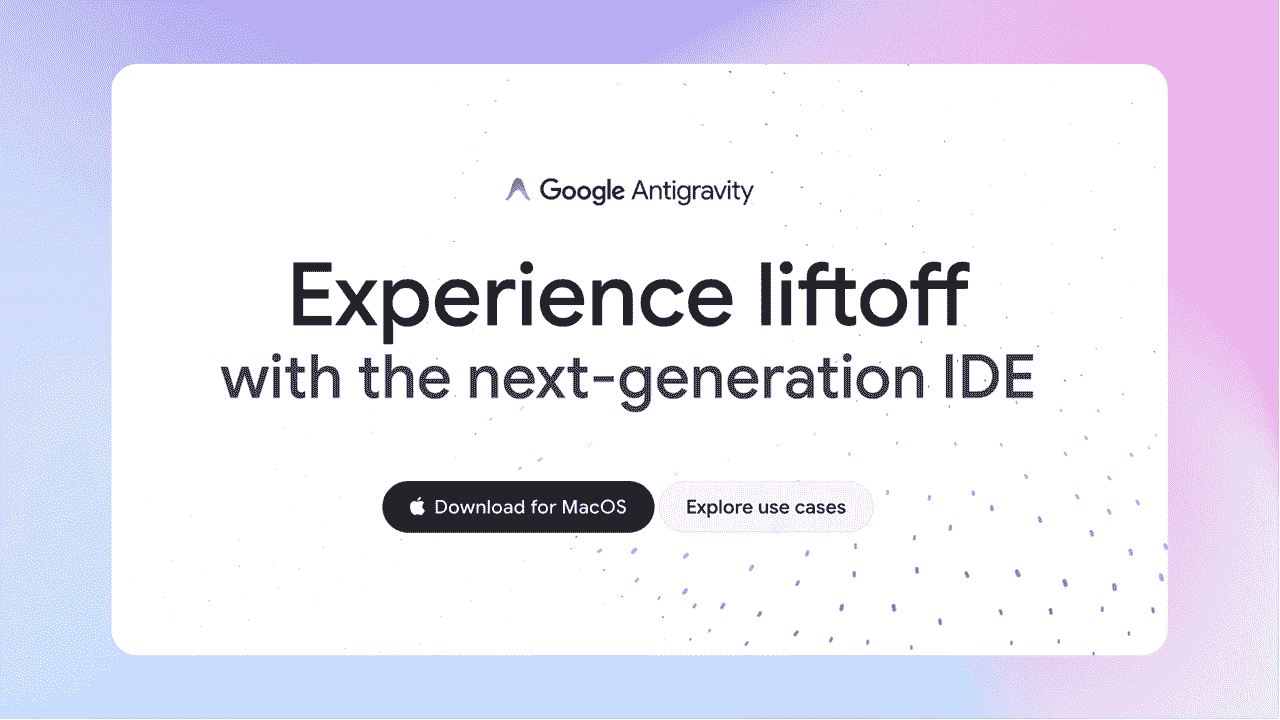 Google Antigravity
Experience liftoff
with the next-generation IDE
Download for MacOS
Explore use cases